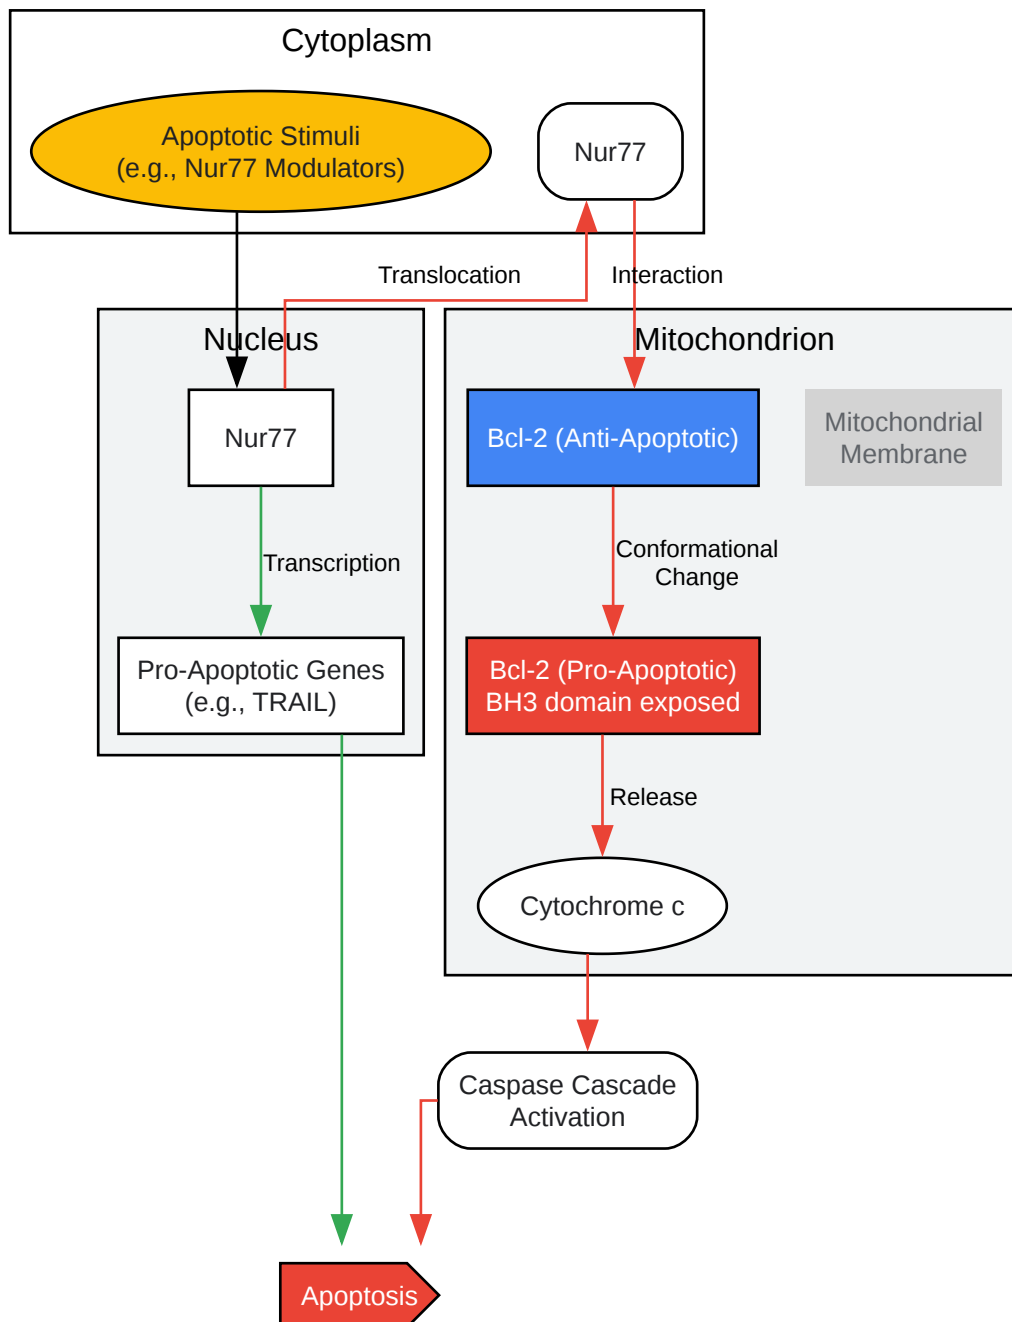 Cytoplasm
Apoptotic Stimuli
(e.g., Nur77 Modulators)
Nur77
Translocation
Interaction
Nucleus
Mitochondrion
Nur77
Bcl-2 (Anti-Apoptotic)
Mitochondrial
Membrane
Transcription
Conformational
Change
Pro-Apoptotic Genes
(e.g., TRAIL)
Bcl-2 (Pro-Apoptotic)
BH3 domain exposed
Release
Cytochrome c
Caspase Cascade
Activation
Apoptosis